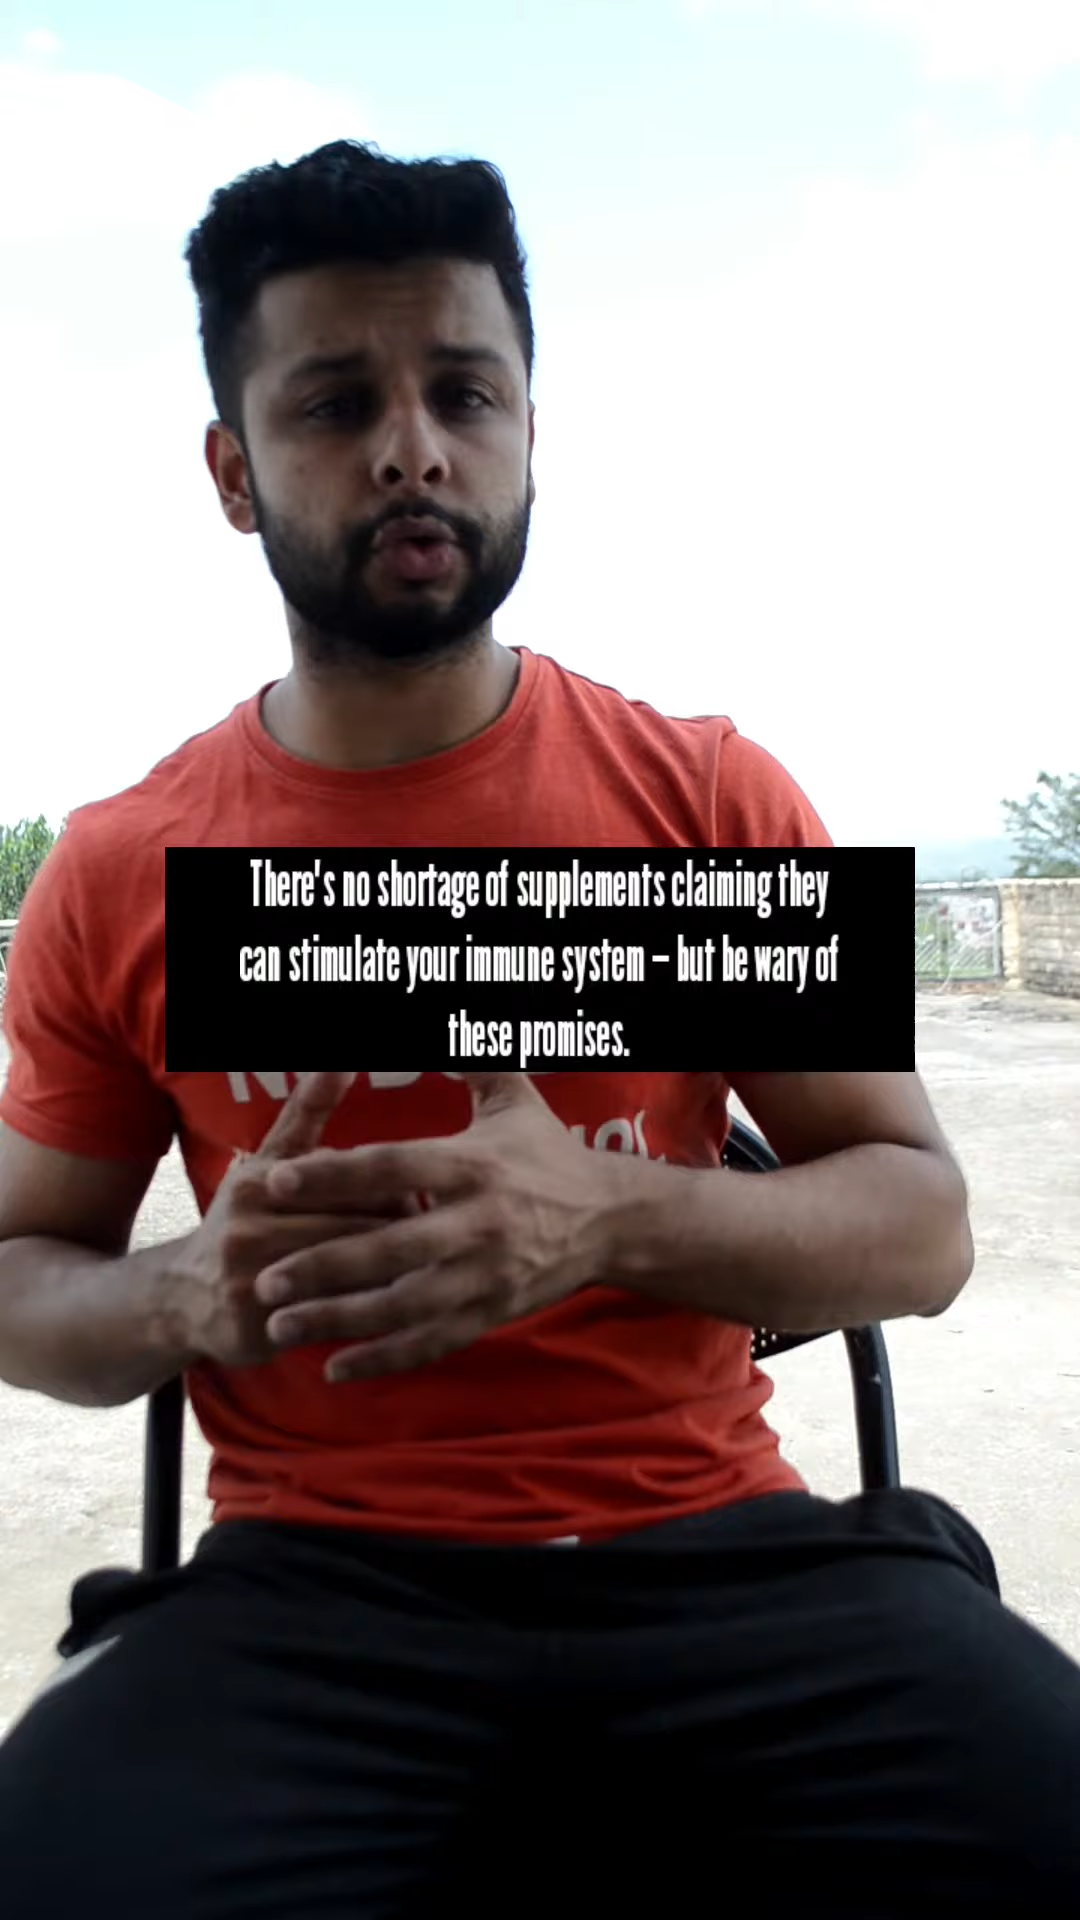 There's no shortage of supplements claiming they
can stimulate your immune system – but be wary of
these promises.